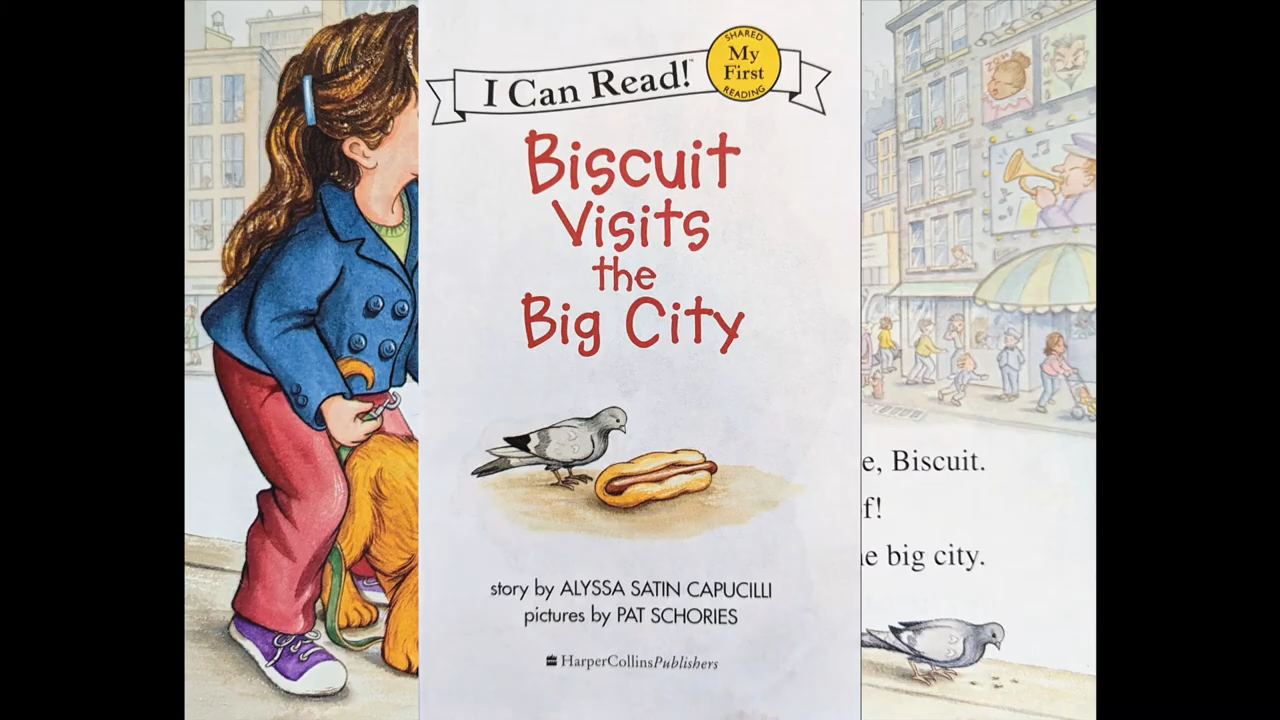 I Can Read!™
SHARED
My
First
READING
Biscuit
Visits
the
Big City
story by ALYSSA SATIN CAPUCILLI
pictures by PAT SCHORIES
HarperCollinsPublishers
e, Biscuit.
f!
e big city.